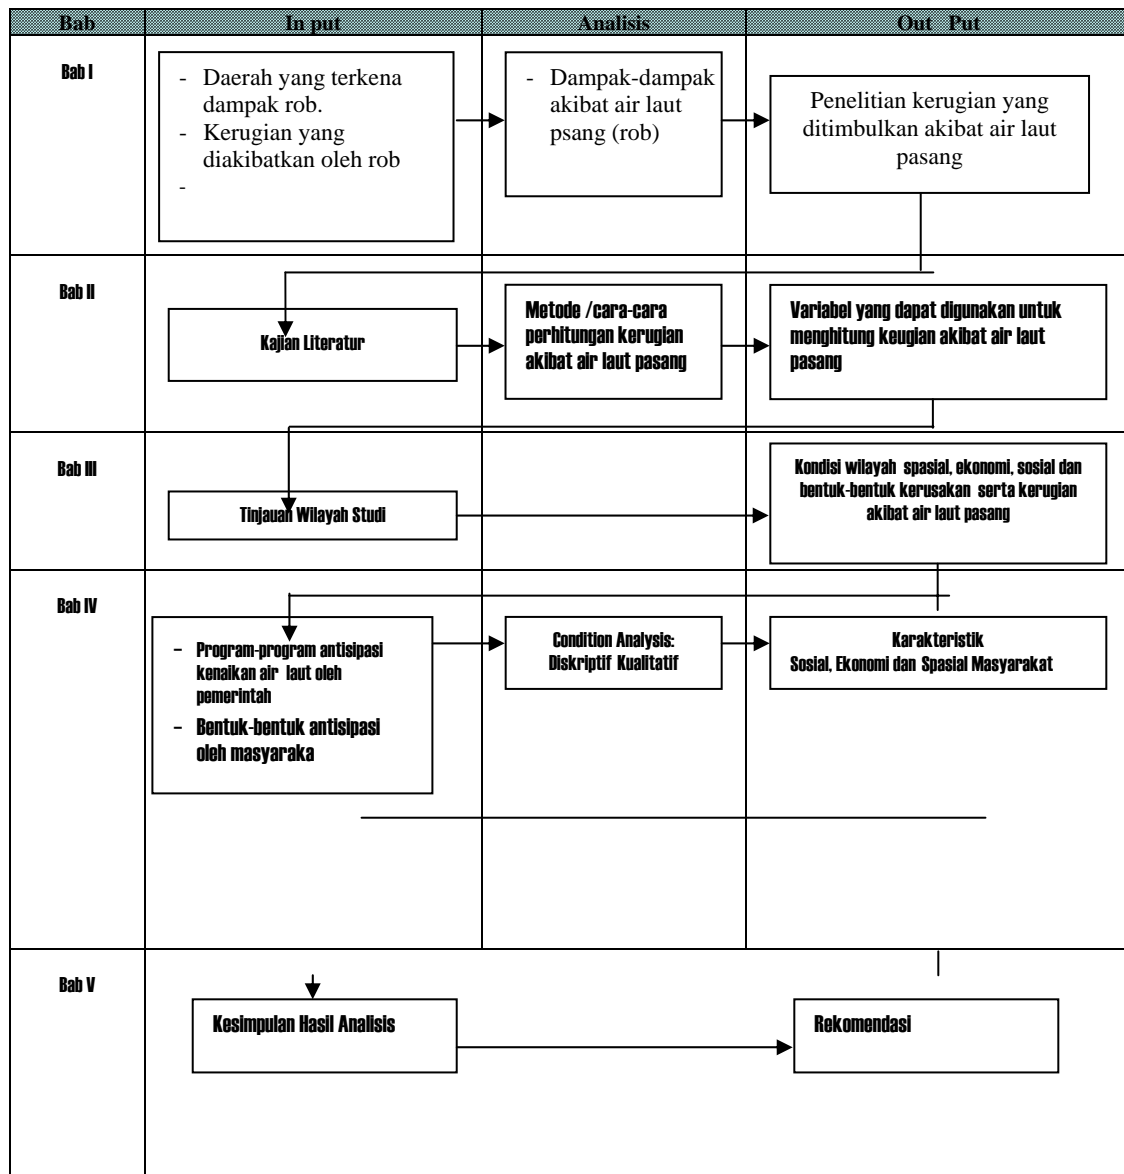 Bab In put Analisis Out Put
Bab I
- Daerah yang terkena
dampak rob.
- Kerugian yang
diakibatkan oleh rob
-
- Dampak-dampak
akibat air laut
psang (rob)
Penelitian kerugian yang
ditimbulkan akibat air laut
pasang
Bab II
Kajian Literatur
Metode /cara-cara
perhitungan kerugian
akibat air laut pasang
Variabel yang dapat digunakan untuk
menghitung keugian akibat air laut
pasang
Bab III
Tinjauan Wilayah Studi
Kondisi wilayah spasial, ekonomi, sosial dan
bentuk-bentuk kerusakan serta kerugian
akibat air laut pasang
Bab IV
- Program-program antisipasi
kenaikan air laut oleh
pemerintah
- Bentuk-bentuk antisipasi
oleh masyaraka
Condition Analysis:
Diskriptif Kualitatif
Karakteristik
Sosial, Ekonomi dan Spasial Masyarakat
Bab V
Kesimpulan Hasil Analisis
Rekomendasi